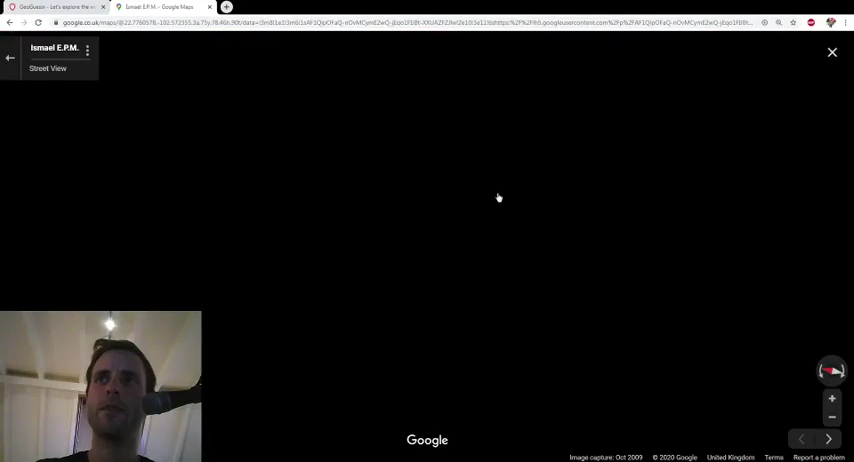 GeoGuessr - Let's explore the w
Ismael E.P.M. - Google Maps
Ismael E.P.M.
Street View
Google
Image capture: Oct 2009
© 2020 Google
United Kingdom
Terms
Report a problem